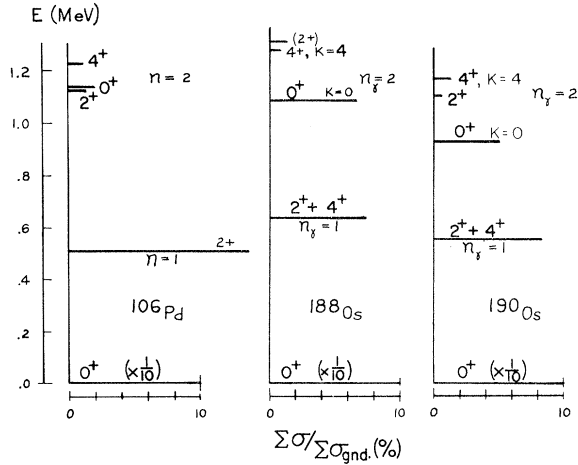 E (MeV)
1.2
1.0
.8
.6
.4
.2
.0
4⁺
0⁺
2⁺
n = 2
2+
n = 1
106Pd
0⁺ (×1/10)
0 10
(2+)
4⁺, K=4
0⁺ K=0
nγ = 2
2⁺+ 4⁺
nγ = 1
188Os
0⁺ (×1/10)
0 10
4⁺, K=4
2⁺
nγ = 2
0⁺ K=0
2⁺+ 4⁺
nγ = 1
190Os
0⁺ (×1/10)
0 10
Σσ/Σσgnd.(%)